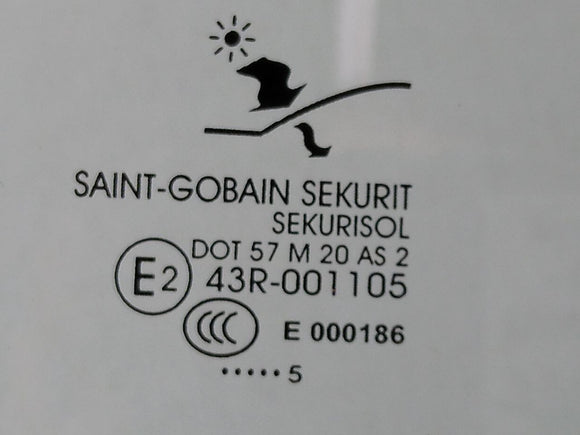 SAINT-GOBAIN SEKURIT
SEKURISOL
DOT 57 M 20 AS 2
E2 43R-001105
CCC E 000186
.....5